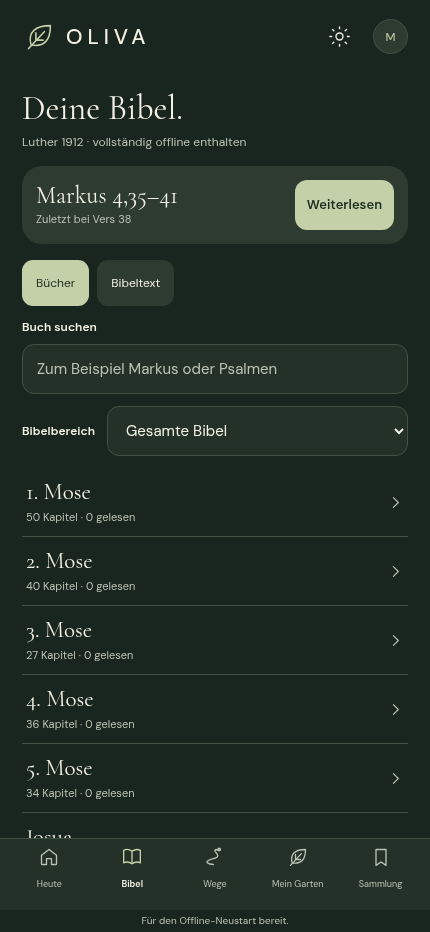 OLIVA
M
Deine Bibel.
Luther 1912 · vollständig offline enthalten
Markus 4,35–41
Zuletzt bei Vers 38
Weiterlesen
Bücher
Bibeltext
Buch suchen
Zum Beispiel Markus oder Psalmen
Bibelbereich
Gesamte Bibel
1. Mose
50 Kapitel · 0 gelesen
2. Mose
40 Kapitel · 0 gelesen
3. Mose
27 Kapitel · 0 gelesen
4. Mose
36 Kapitel · 0 gelesen
5. Mose
34 Kapitel · 0 gelesen
Josua
Heute
Bibel
Wege
Mein Garten
Sammlung
Für den Offline-Neustart bereit.